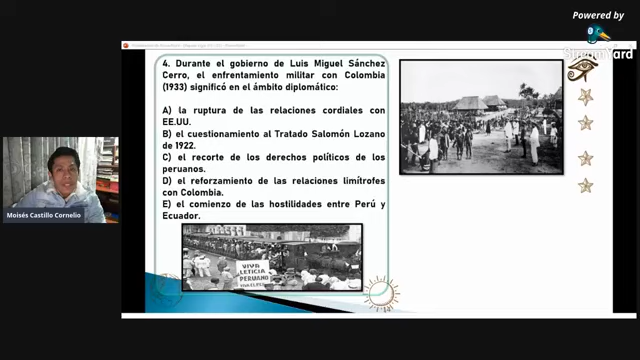 Powered by
StreamYard
4. Durante el gobierno de Luis Miguel Sánchez
Cerro, el enfrentamiento militar con Colombia
(1933) significó en el ámbito diplomático:
A) la ruptura de las relaciones cordiales con
EE.UU.
B) el cuestionamiento al Tratado Salomón Lozano
de 1922.
C) el recorte de los derechos políticos de los
peruanos.
D) el reforzamiento de las relaciones limítrofes
con Colombia.
E) el comienzo de las hostilidades entre Perú y
Ecuador.
Moisés Castillo Cornelio
VIVA
LETICIA
PERUANO